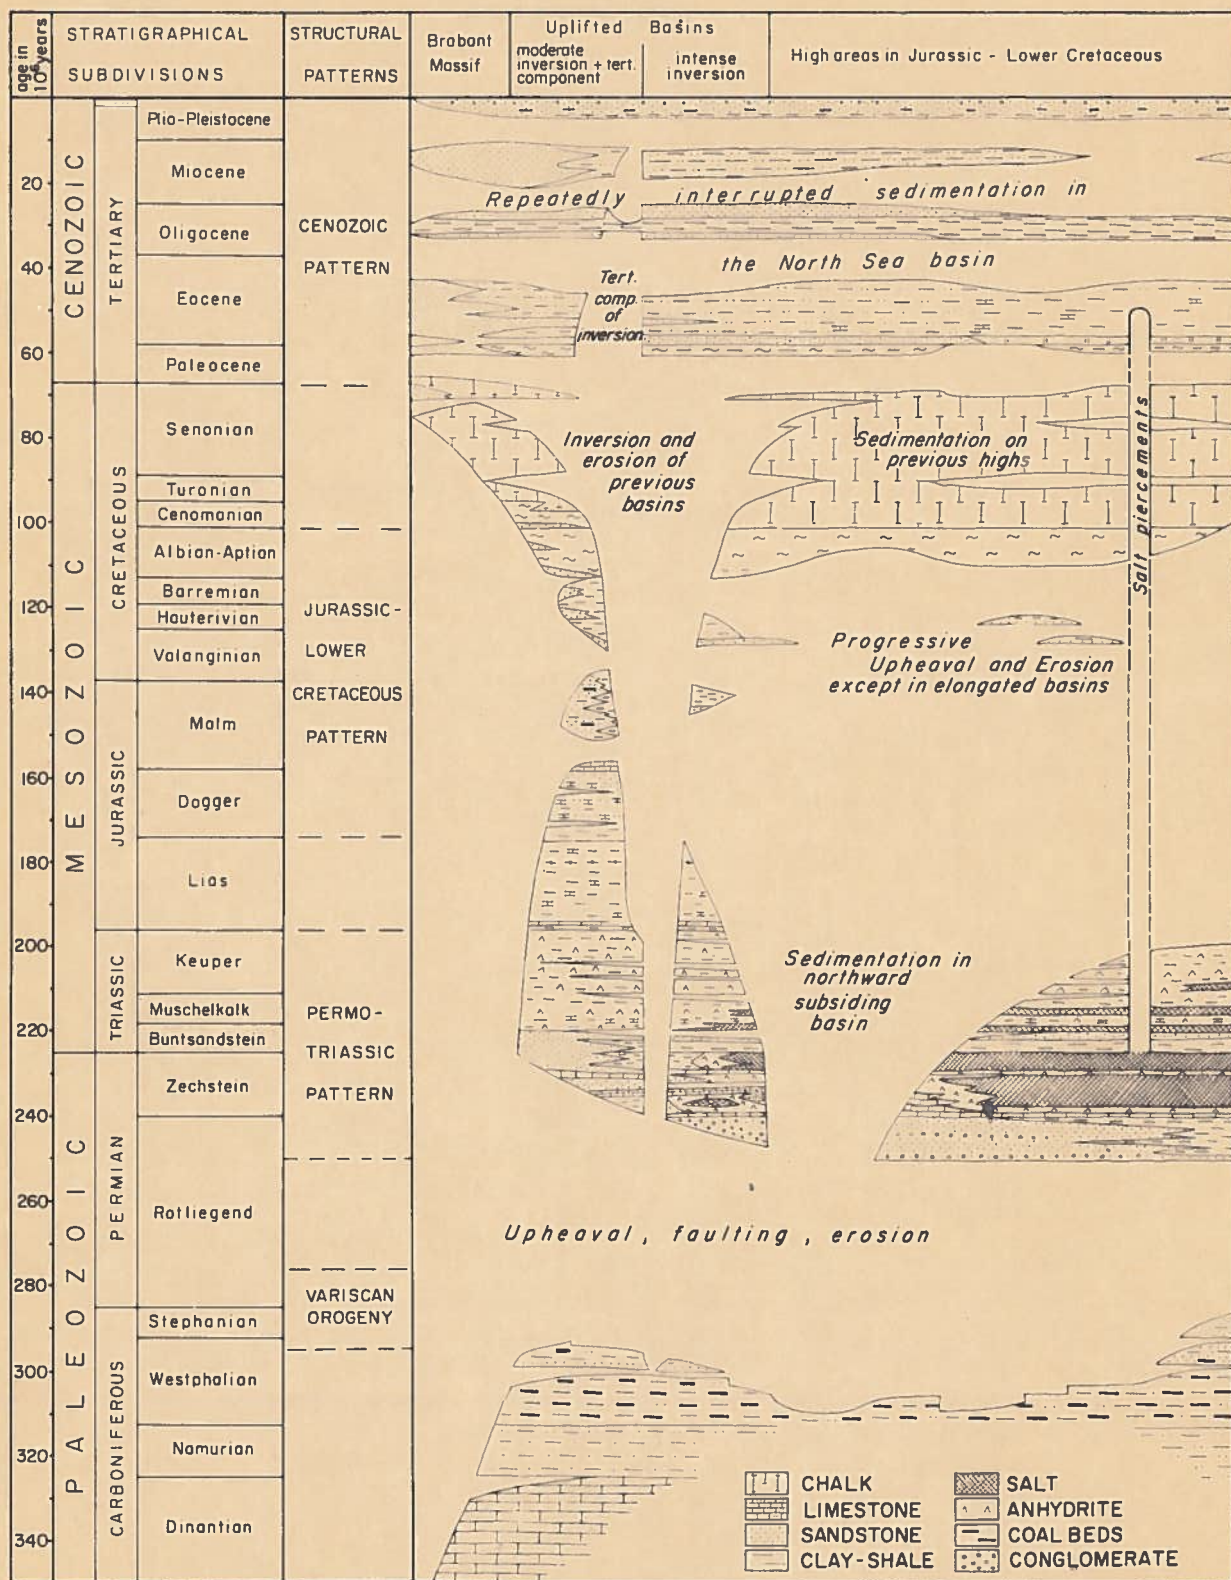 age in
10⁶ years
STRATIGRAPHICAL
SUBDIVISIONS
STRUCTURAL
PATTERNS
Brabant
Massif
Uplifted Basins
moderate
inversion + tert.
component
intense
inversion
High areas in Jurassic - Lower Cretaceous
20
40
60
80
100
120
140
160
180
200
220
240
260
280
300
320
340
CENOZOIC
MESOZOIC
PALEOZOIC
TERTIARY
CRETACEOUS
JURASSIC
TRIASSIC
PERMIAN
CARBONIFEROUS
Plio-Pleistocene
Miocene
Oligocene
Eocene
Paleocene
Senonian
Turonian
Cenomanian
Albian-Aptian
Barremian
Hauterivian
Valanginian
Malm
Dogger
Lias
Keuper
Muschelkalk
Buntsandstein
Zechstein
Rotliegend
Stephanian
Westphalian
Namurian
Dinantian
CENOZOIC
PATTERN
JURASSIC-
LOWER
CRETACEOUS
PATTERN
PERMO-
TRIASSIC
PATTERN
VARISCAN
OROGENY
Repeatedly interrupted sedimentation in
the North Sea basin
Tert.
comp.
of
inversion
Inversion and
erosion of
previous
basins
Sedimentation on
previous highs
Salt piercements
Progressive
Upheaval and Erosion
except in elongated basins
Sedimentation in
northward
subsiding
basin
Upheaval, faulting, erosion
CHALK
LIMESTONE
SANDSTONE
CLAY-SHALE
SALT
ANHYDRITE
COAL BEDS
CONGLOMERATE